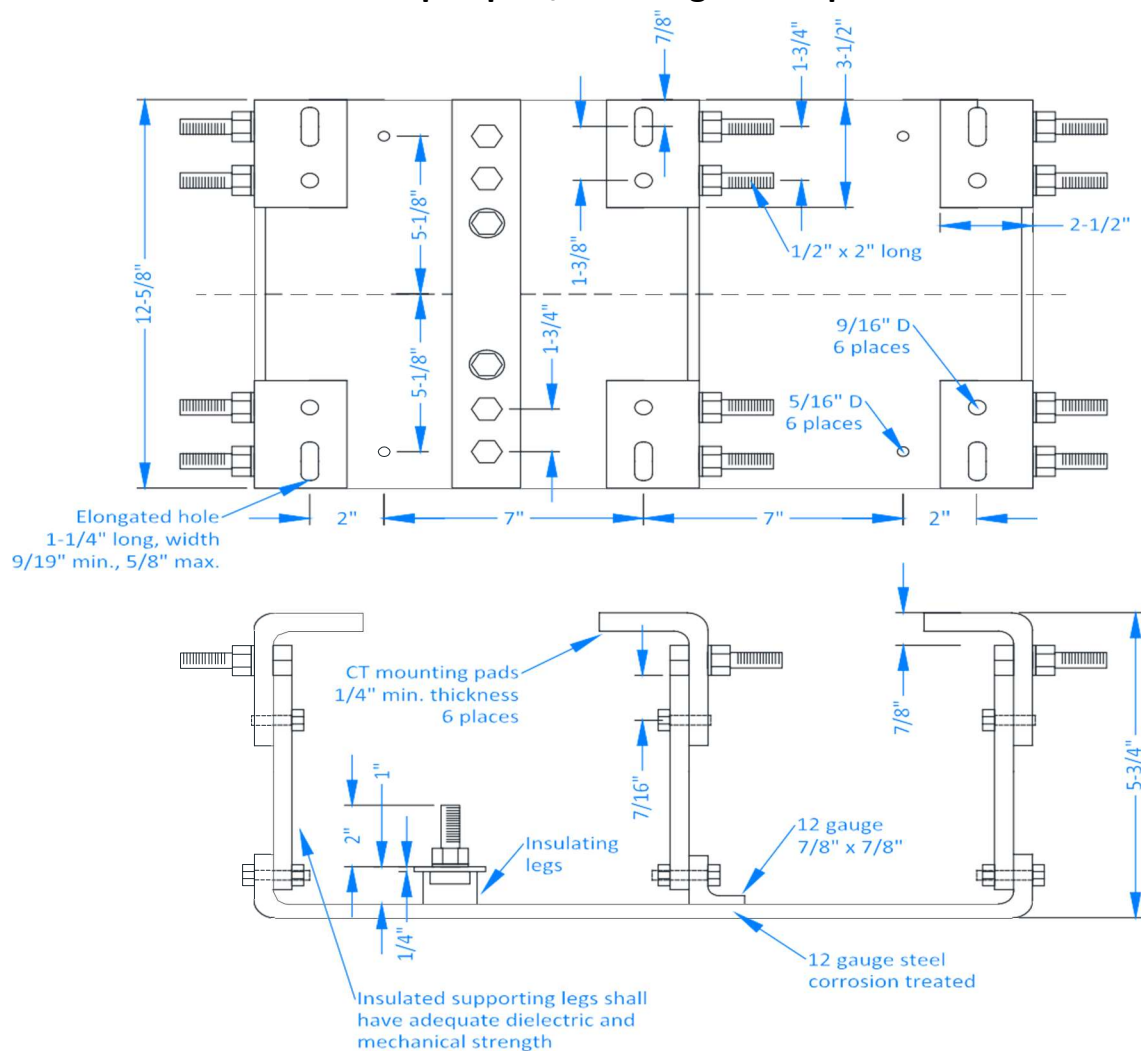 7/8"
1-3/4"
3-1/2"
5-1/8"
1-3/8"
2-1/2"
1/2" x 2" long
12-5/8"
1-3/4"
9/16" D
6 places
5-1/8"
5/16" D
6 places
2"
7"
7"
2"
Elongated hole
1-1/4" long, width
9/19" min., 5/8" max.
CT mounting pads
1/4" min. thickness
6 places
7/8"
5-3/4"
1"
2"
7/16"
Insulating
legs
12 gauge
7/8" x 7/8"
1/4"
12 gauge steel
corrosion treated
Insulated supporting legs shall
have adequate dielectric and
mechanical strength